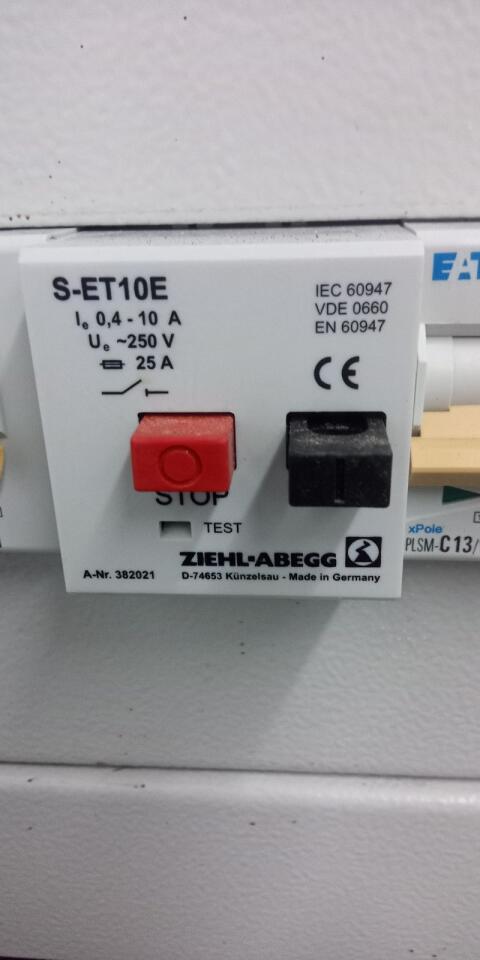 S-ET10E
Ie 0,4 - 10 A
Ue ~250 V
25 A
IEC 60947
VDE 0660
EN 60947
CE
STOP
TEST
ZIEHL-ABEGG
A-Nr. 382021
D-74653 Künzelsau - Made in Germany
xPole
PLSM-C13/